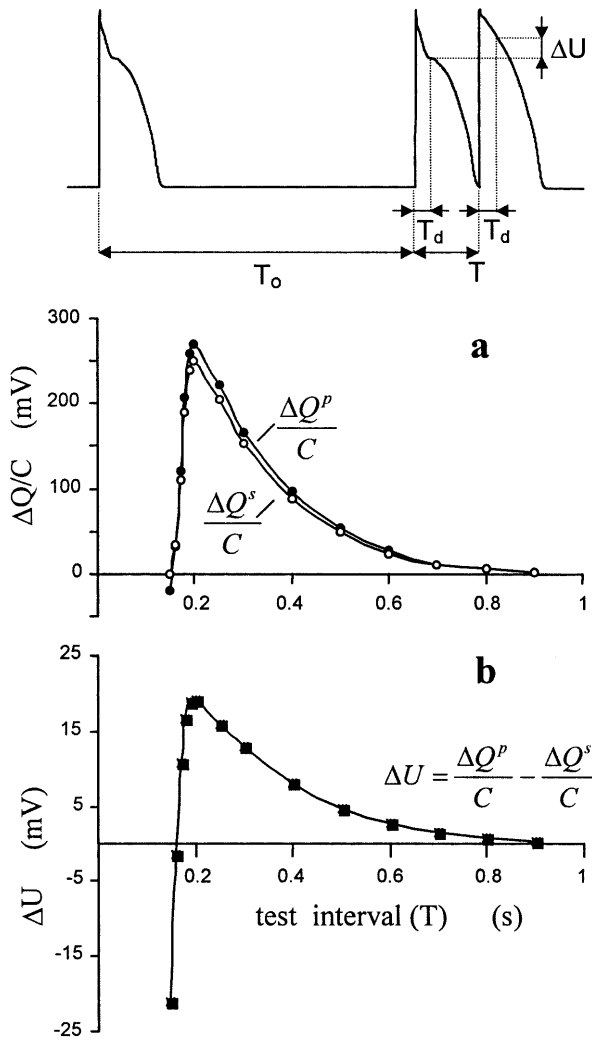 ΔU
T_d T_d
T_o T
a
300
200
100
0
0.2 0.4 0.6 0.8 1
ΔQ/C (mV)
ΔQ^p/C
ΔQ^s/C
b
25
15
5
-5
-15
-25
0.2 0.4 0.6 0.8 1
ΔU (mV)
ΔU = ΔQ^p/C - ΔQ^s/C
test interval (T) (s)